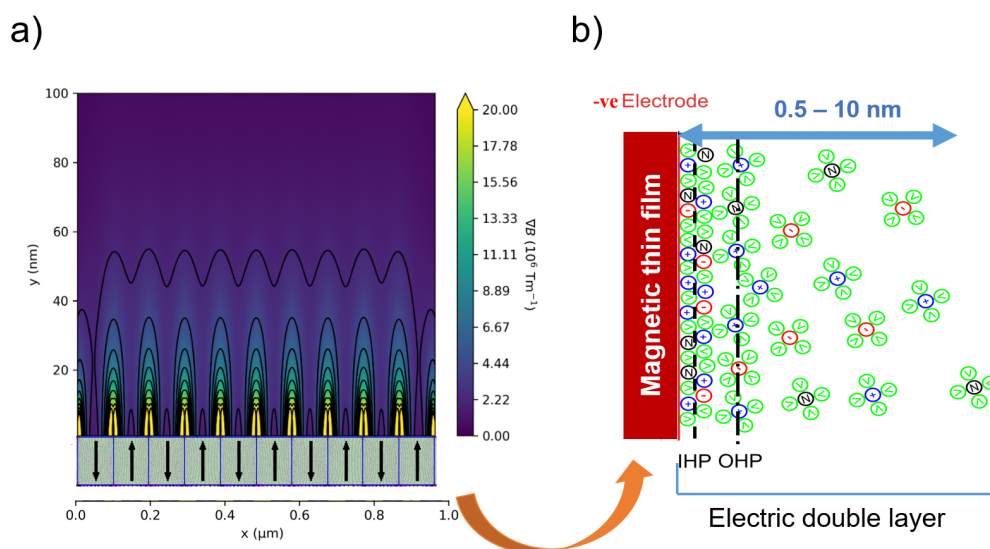 a)
b)
100
80
60
40
20
y (nm)
0.0
0.2
0.4
0.6
0.8
1.0
x (µm)
20.00
17.78
15.56
13.33
11.11
8.89
6.67
4.44
2.22
0.00
∇B (10⁶ Tm⁻¹)
-ve Electrode
0.5 – 10 nm
Magnetic thin film
IHP OHP
Electric double layer